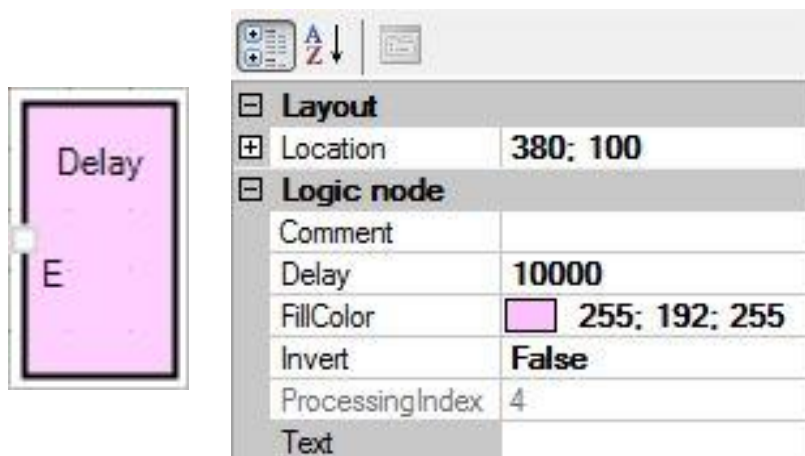 Delay
E
A
Z
Layout
Location 380; 100
Logic node
Comment
Delay 10000
FillColor 255; 192; 255
Invert False
ProcessingIndex 4
Text